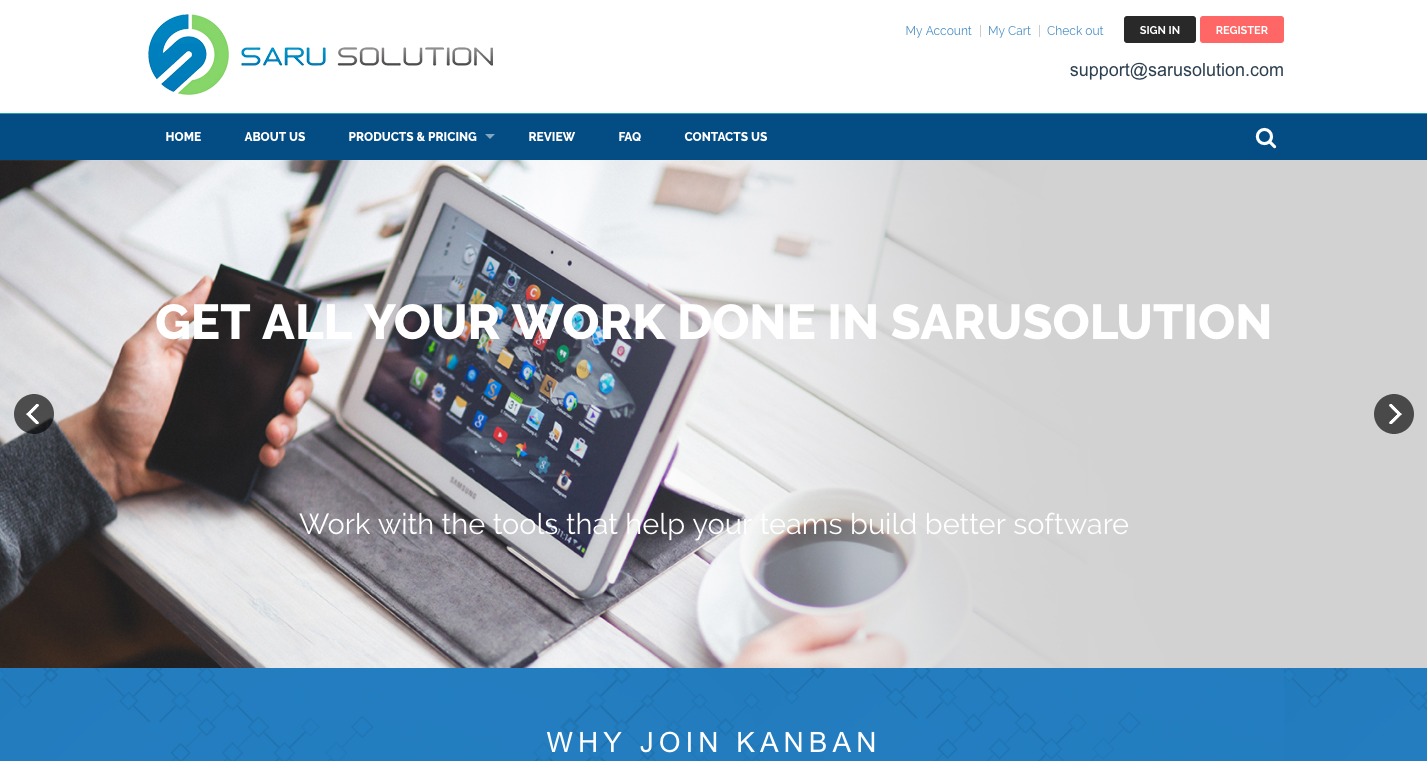 SARU SOLUTION
My Account My Cart Check out SIGN IN REGISTER
support@sarusolution.com
HOME ABOUT US PRODUCTS & PRICING REVIEW FAQ CONTACTS US
GET ALL YOUR WORK DONE IN SARUSOLUTION
SAMSUNG
Work with the tools that help your teams build better software
WHY JOIN KANBAN